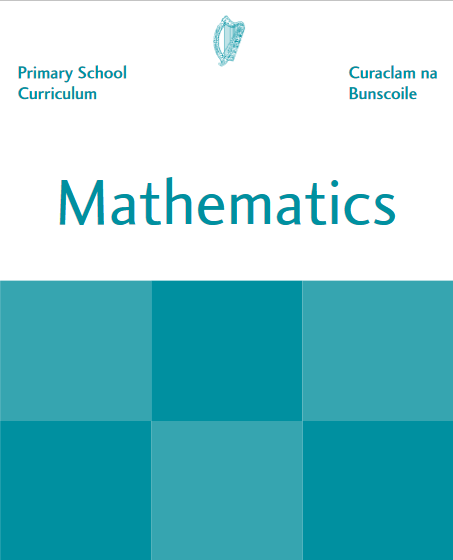 Primary School
Curriculum
Curaclam na
Bunscoile
Mathematics